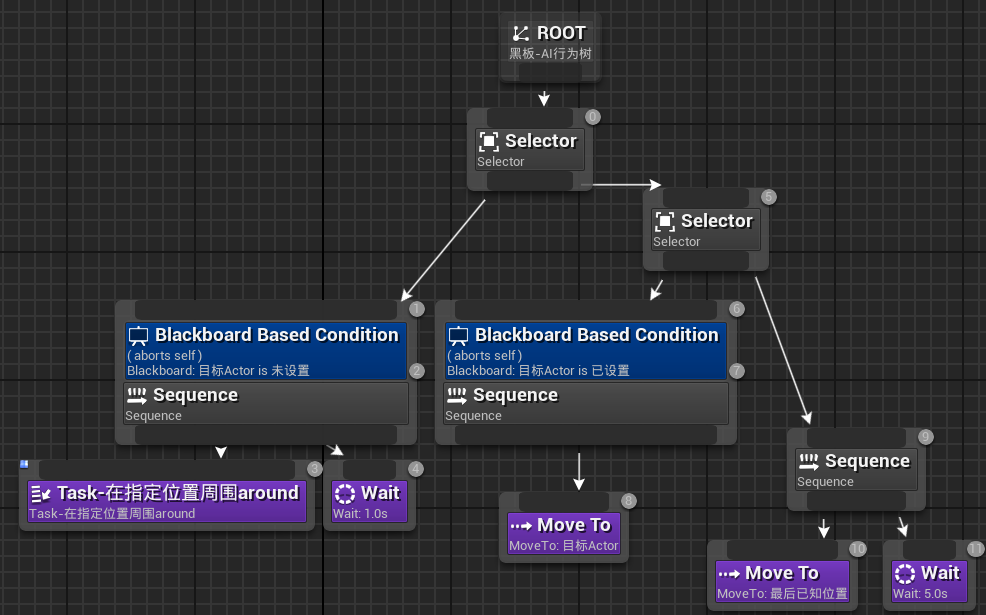 ROOT
黑板-AI行为树
0
Selector
Selector
5
Selector
Selector
1
Blackboard Based Condition
( aborts self )
Blackboard: 目标Actor is 未设置
2
Sequence
Sequence
6
Blackboard Based Condition
( aborts self )
Blackboard: 目标Actor is 已设置
7
Sequence
Sequence
9
Sequence
Sequence
3
Task-在指定位置周围around
Task-在指定位置周围around
4
Wait
Wait: 1.0s
8
Move To
MoveTo: 目标Actor
10
Move To
MoveTo: 最后已知位置
11
Wait
Wait: 5.0s